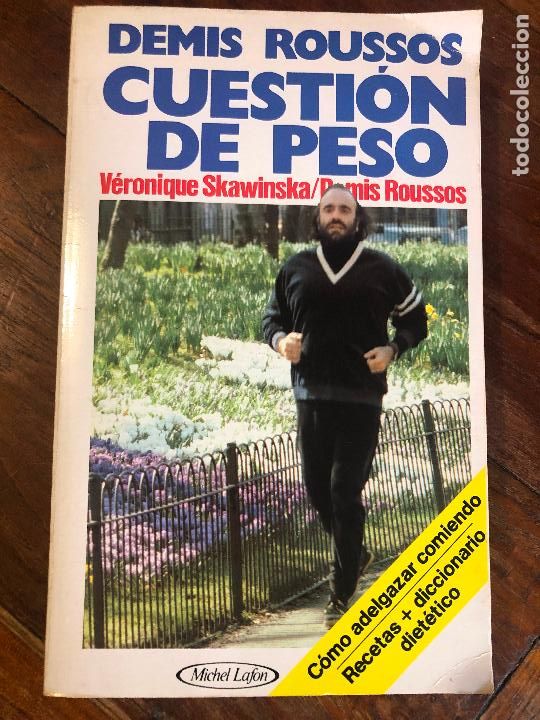 DEMIS ROUSSOS
CUESTIÓN
DE PESO
Véronique Skawinska/Demis Roussos
Cómo adelgazar comiendo
Recetas + diccionario
dietético
Michel Lafon
todocoleccion